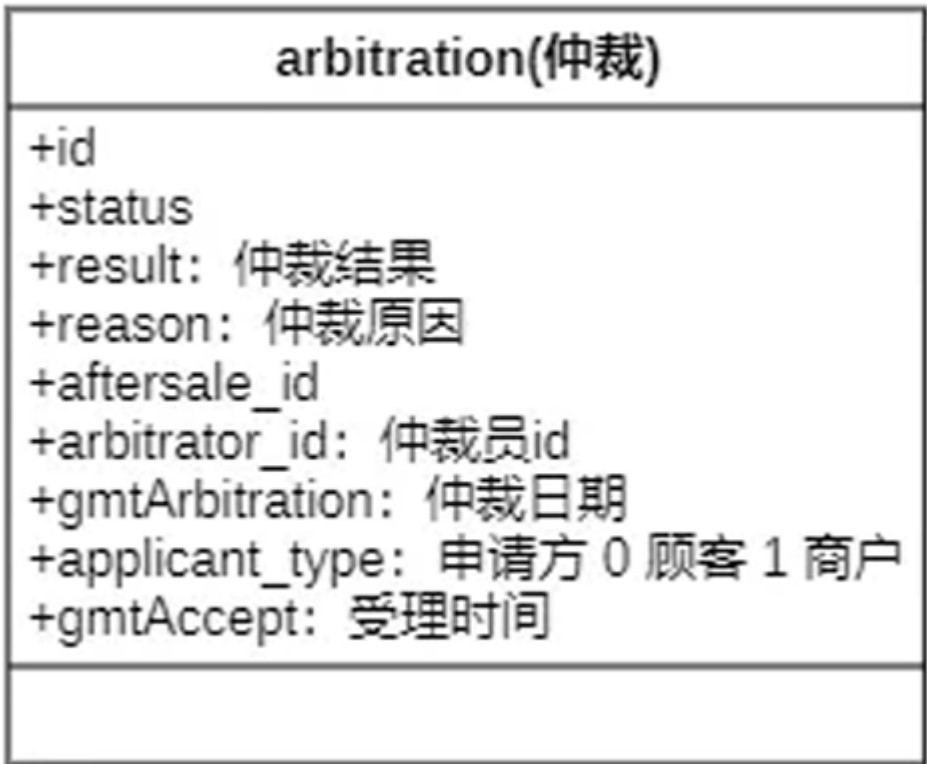 arbitration(仲裁)
+id
+status
+result：仲裁结果
+reason：仲裁原因
+aftersale_id
+arbitrator_id：仲裁员id
+gmtArbitration：仲裁日期
+applicant_type：申请方 0 顾客 1 商户
+gmtAccept：受理时间